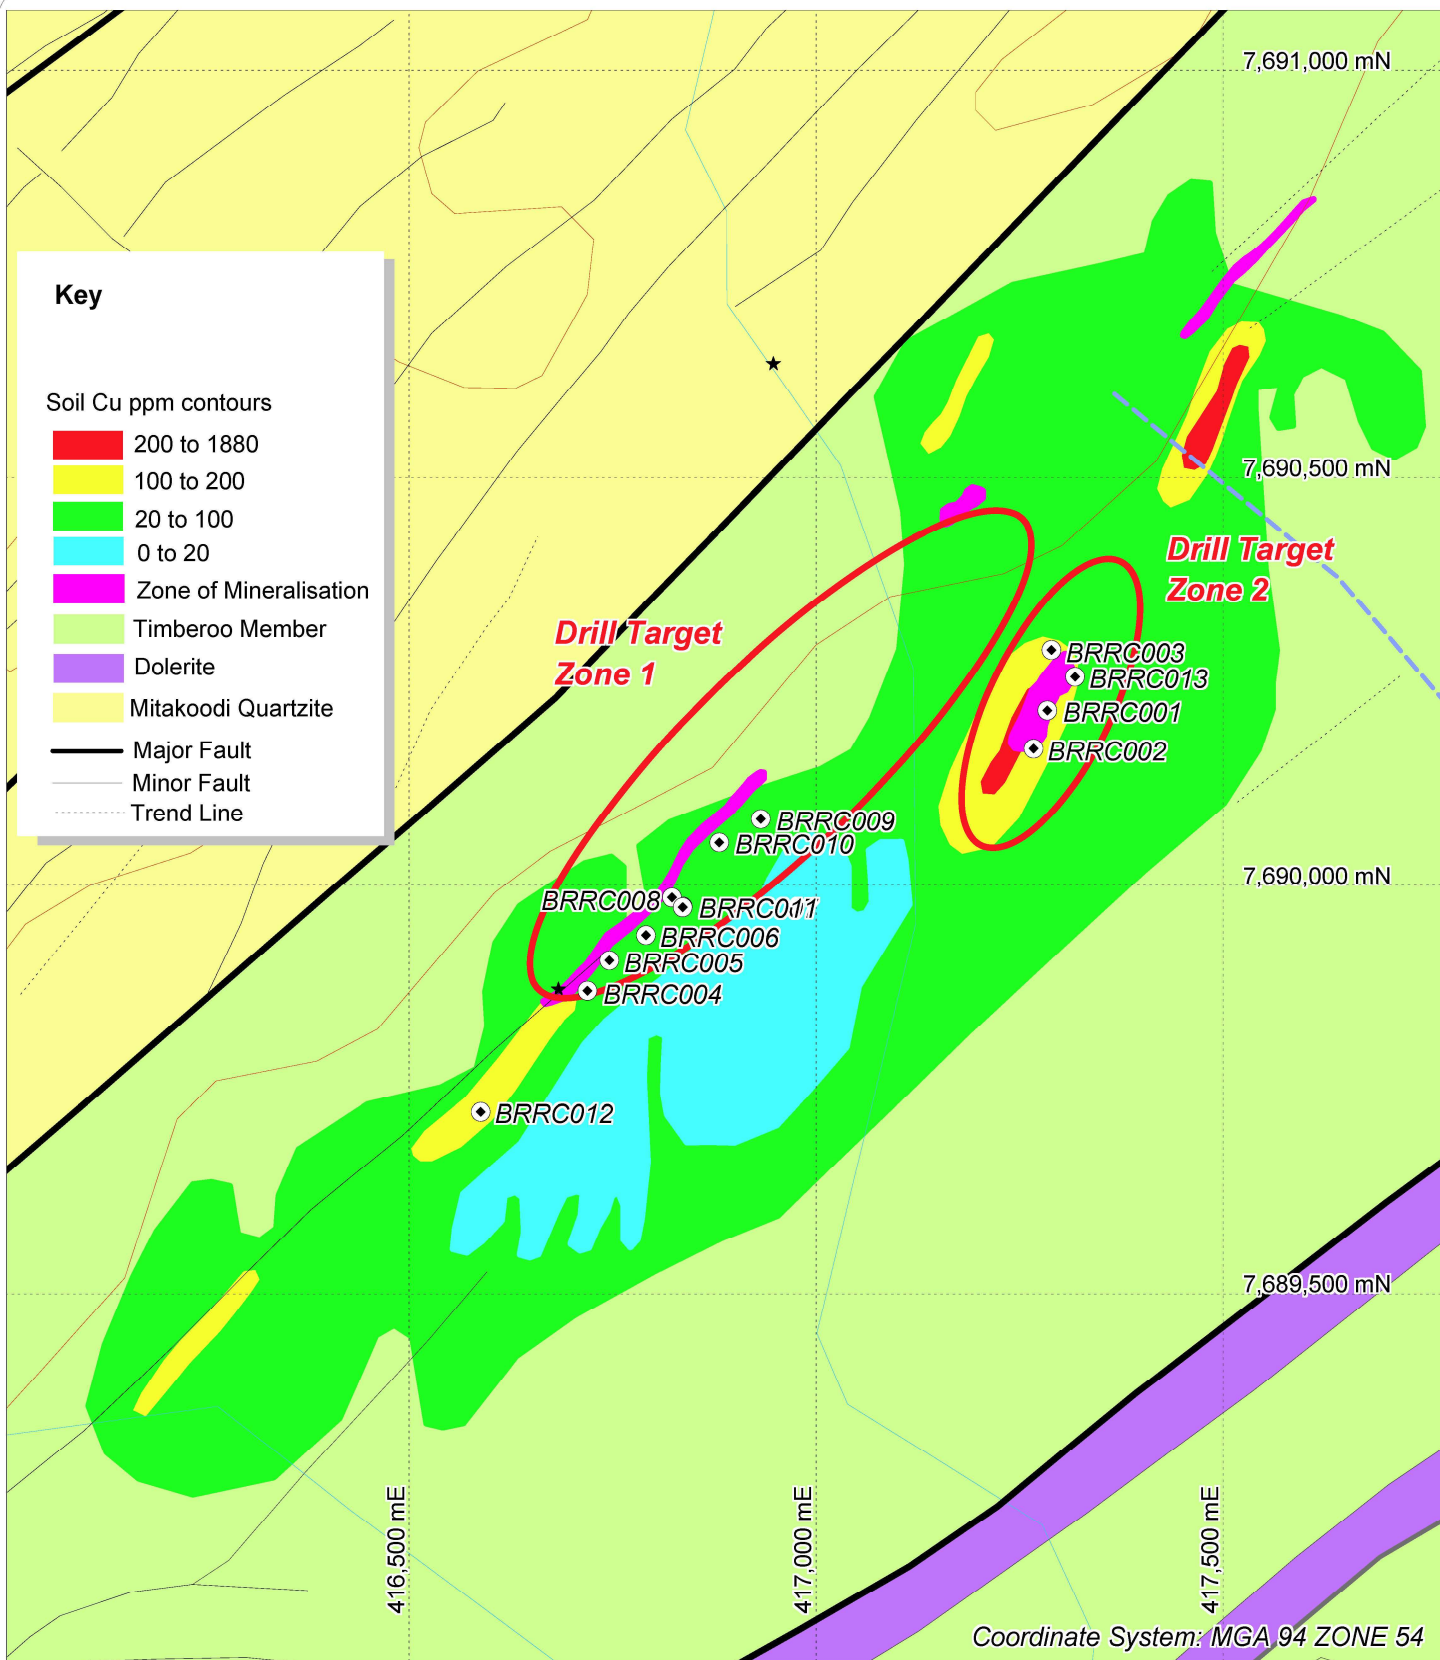 7,691,000 mN
Key
Soil Cu ppm contours
200 to 1880
100 to 200
20 to 100
0 to 20
Zone of Mineralisation
Timberoo Member
Dolerite
Mitakoodi Quartzite
Major Fault
Minor Fault
Trend Line
7,690,500 mN
Drill Target
Zone 2
Drill Target
Zone 1
BRRC003
BRRC013
BRRC001
BRRC002
BRRC009
BRRC010
7,690,000 mN
BRRC008
BRRC011
BRRC006
BRRC005
BRRC004
BRRC012
7,689,500 mN
416,500 mE
417,000 mE
417,500 mE
Coordinate System: MGA 94 ZONE 54